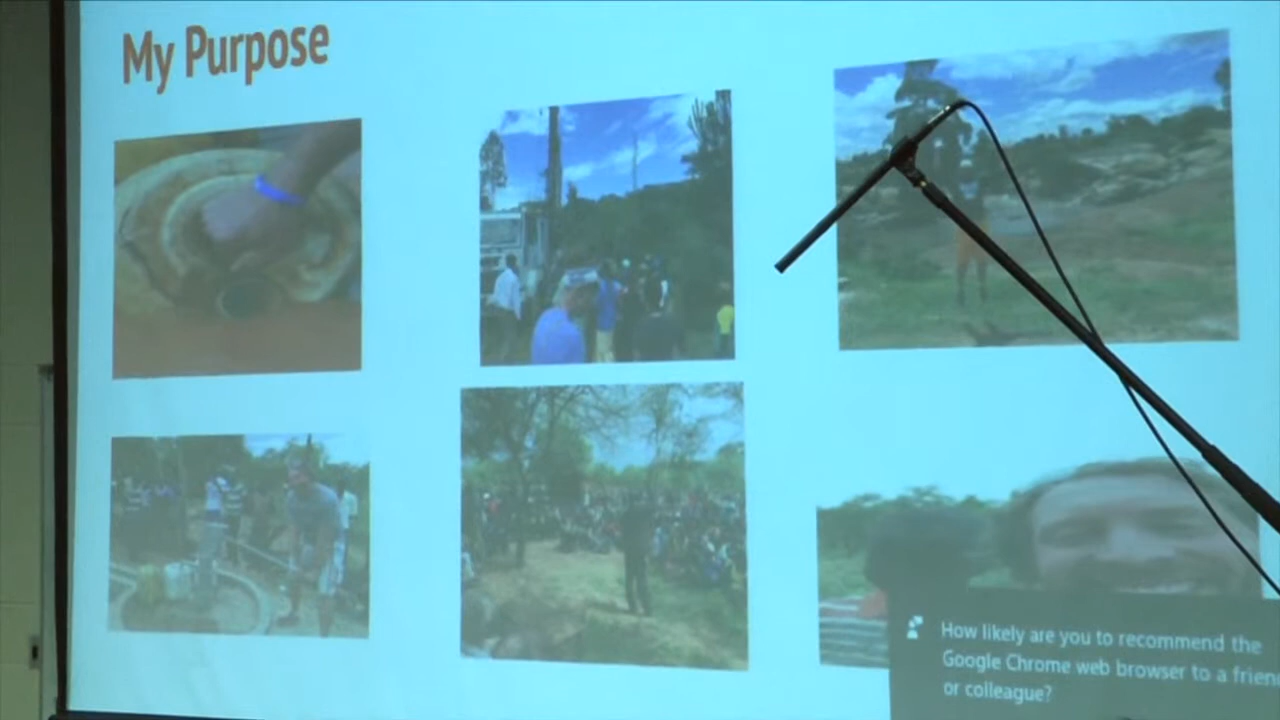 My Purpose
How likely are you to recommend the
Google Chrome web browser to a frien
or colleague?